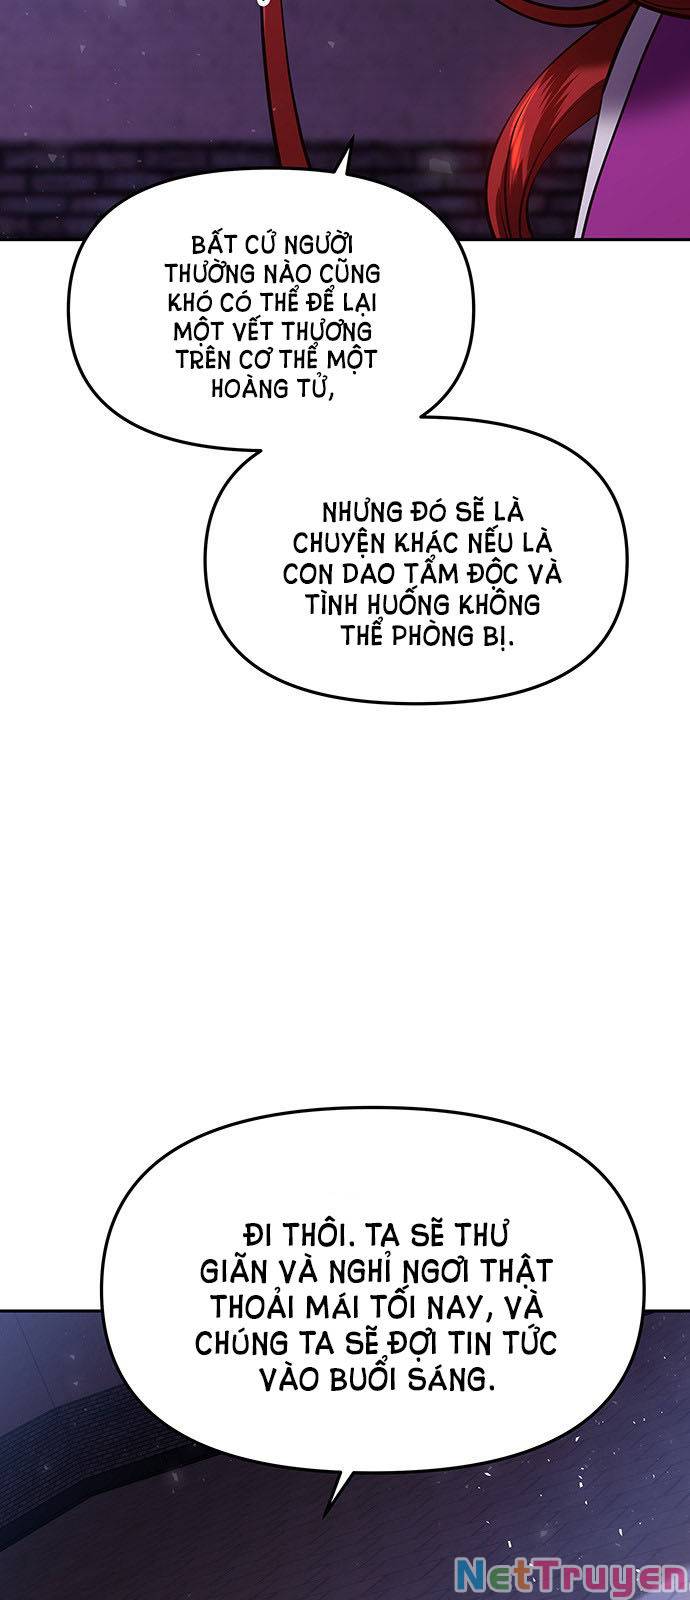 BẤT CỨ NGƯỜI
THƯỜNG NÀO CŨNG
KHÓ CÓ THỂ ĐỂ LẠI
MỘT VẾT THƯƠNG
TRÊN CƠ THỂ MỘT
HOÀNG TỬ,
NHƯNG ĐÓ SẼ LÀ
CHUYỆN KHÁC NẾU LÀ
CON DAO TẨM ĐỘC VÀ
TÌNH HUỐNG KHÔNG
THỂ PHÒNG BỊ.
ĐI THÔI. TA SẼ THƯ
GIÃN VÀ NGHỈ NGƠI THẬT
THOẢI MÁI TỐI NAY, VÀ
CHÚNG TA SẼ ĐỢI TIN TỨC
VÀO BUỔI SÁNG.
NetTruyen